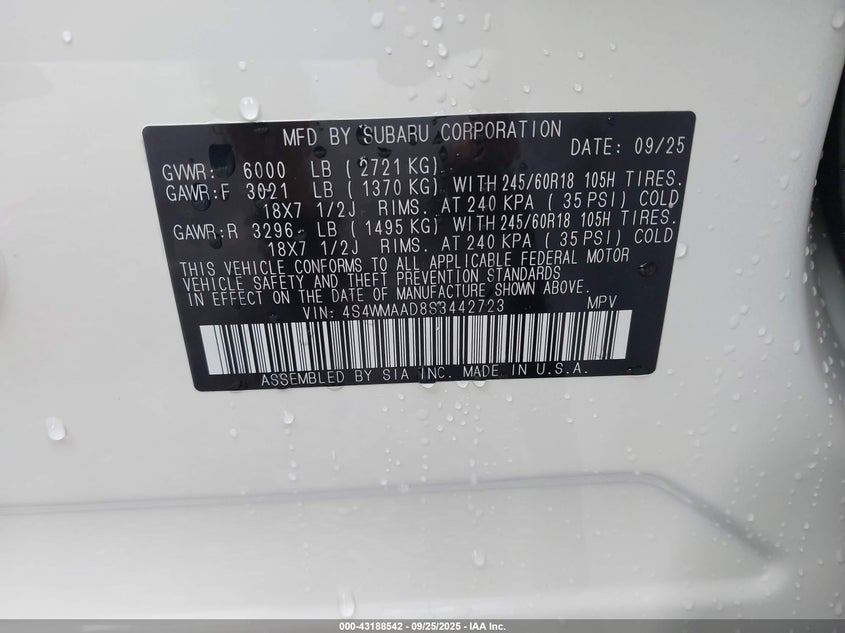 MFD BY SUBARU CORPORATION
DATE: 09/25
GVWR: 6000 LB (2721 KG)
GAWR:F 3021 LB (1370 KG) WITH 245/60R18 105H TIRES.
18X7 1/2J RIMS. AT 240 KPA (35 PSI) COLD
GAWR:R 3296 LB (1495 KG) WITH 245/60R18 105H TIRES.
18X7 1/2J RIMS. AT 240 KPA (35 PSI) COLD
THIS VEHICLE CONFORMS TO ALL APPLICABLE FEDERAL MOTOR
VEHICLE SAFETY AND THEFT PREVENTION STANDARDS
IN EFFECT ON THE DATE OF MANUFACTURE SHOWN ABOVE.
VIN: 4S4WMAAD8S3442723 MPV
ASSEMBLED BY SIA INC. MADE IN U.S.A.
000-43188542 - 09/25/2025 - IAA Inc.